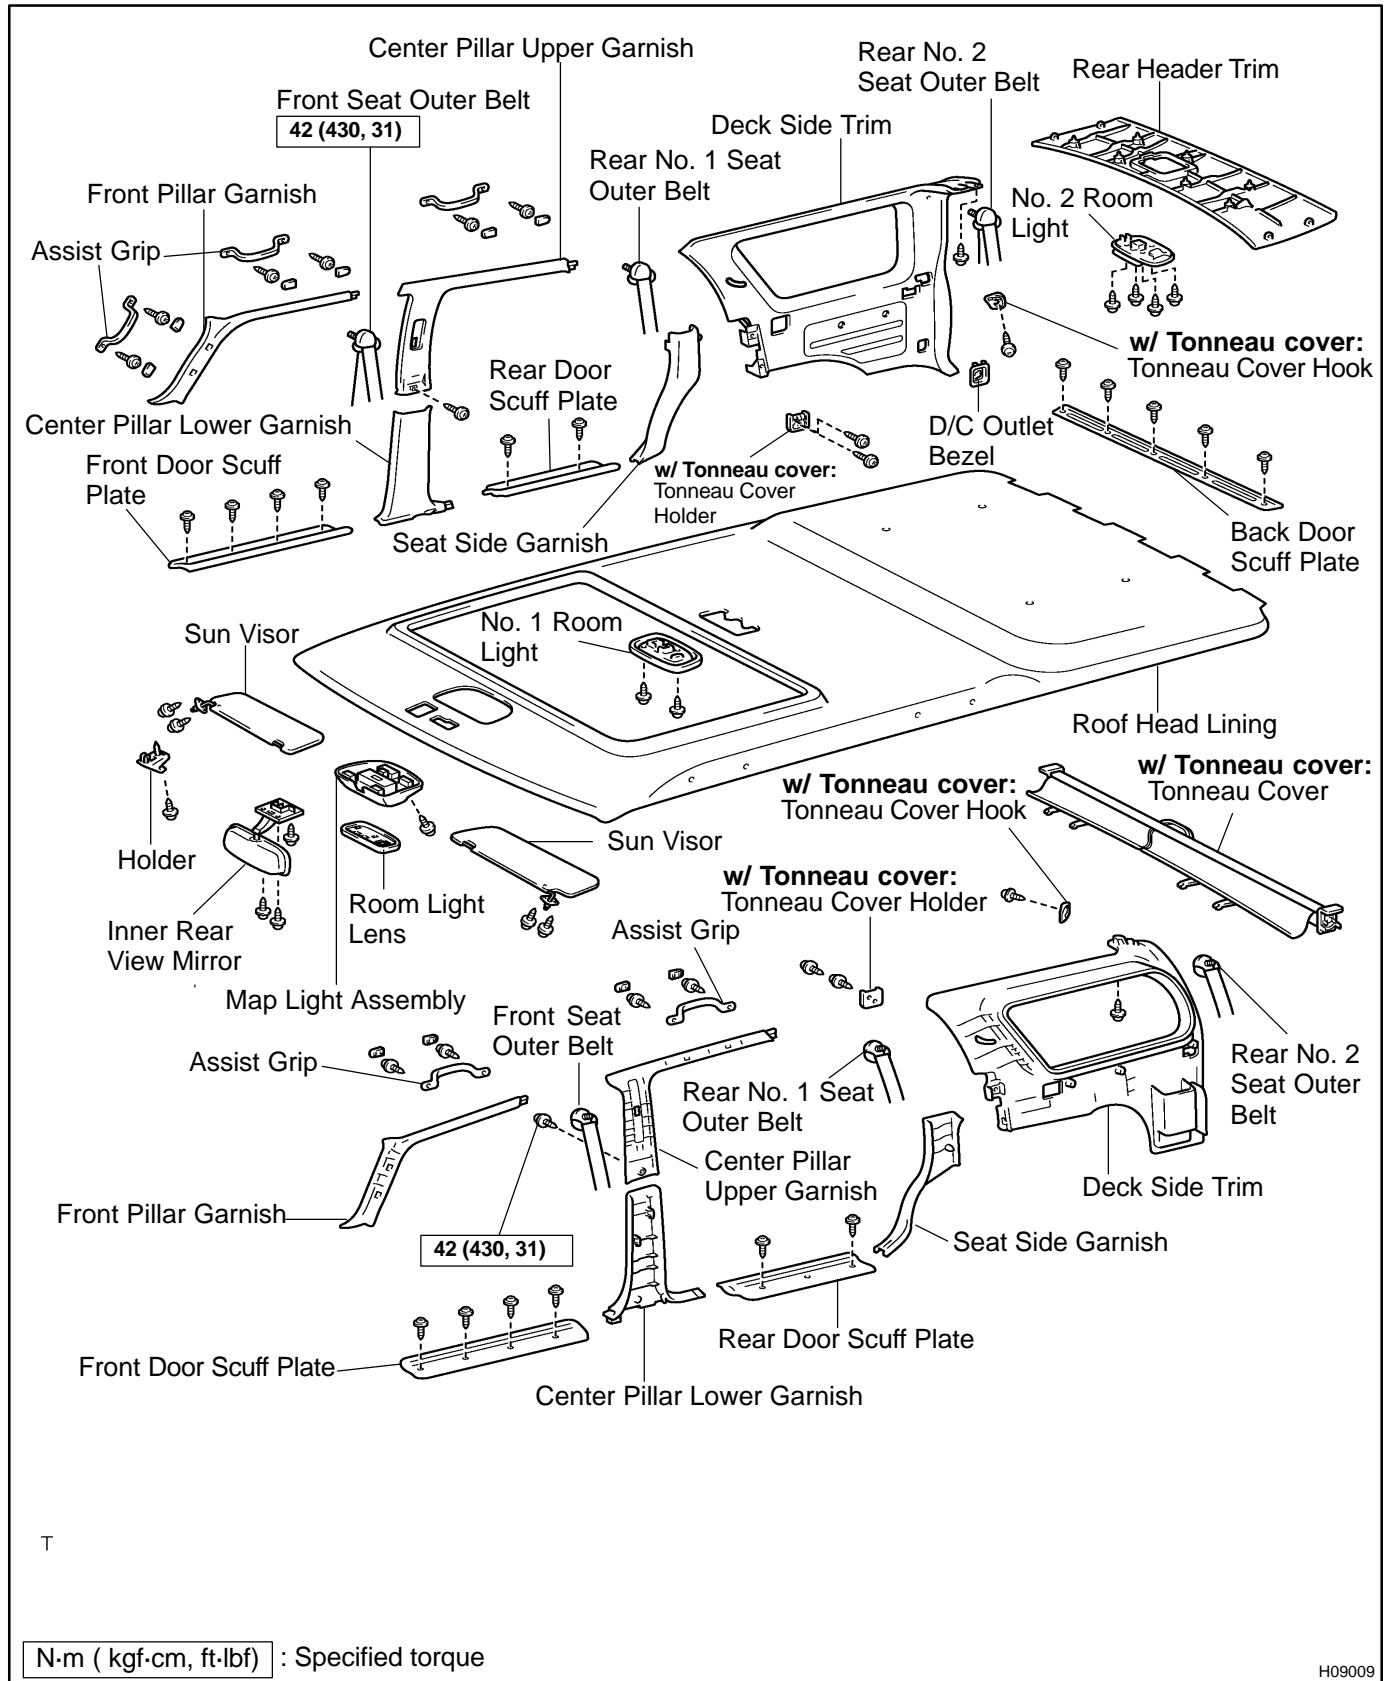 Center Pillar Upper Garnish
Rear No. 2
Seat Outer Belt
Rear Header Trim
Front Seat Outer Belt
42 (430, 31)
Deck Side Trim
Rear No. 1 Seat
Outer Belt
Front Pillar Garnish
No. 2 Room
Light
Assist Grip
w/ Tonneau cover:
Tonneau Cover Hook
Rear Door
Scuff Plate
Center Pillar Lower Garnish
D/C Outlet
Bezel
Front Door Scuff
Plate
w/ Tonneau cover:
Tonneau Cover
Holder
Back Door
Scuff Plate
Seat Side Garnish
Sun Visor
No. 1 Room
Light
Roof Head Lining
w/ Tonneau cover:
Tonneau Cover
w/ Tonneau cover:
Tonneau Cover Hook
Sun Visor
Holder
w/ Tonneau cover:
Tonneau Cover Holder
Room Light
Lens
Inner Rear
View Mirror
Assist Grip
Map Light Assembly
Front Seat
Outer Belt
Assist Grip
Rear No. 1 Seat
Outer Belt
Rear No. 2
Seat Outer
Belt
Center Pillar
Upper Garnish
Deck Side Trim
Front Pillar Garnish
42 (430, 31)
Seat Side Garnish
Rear Door Scuff Plate
Front Door Scuff Plate
Center Pillar Lower Garnish
T
N·m ( kgf·cm, ft·lbf) : Specified torque
H09009